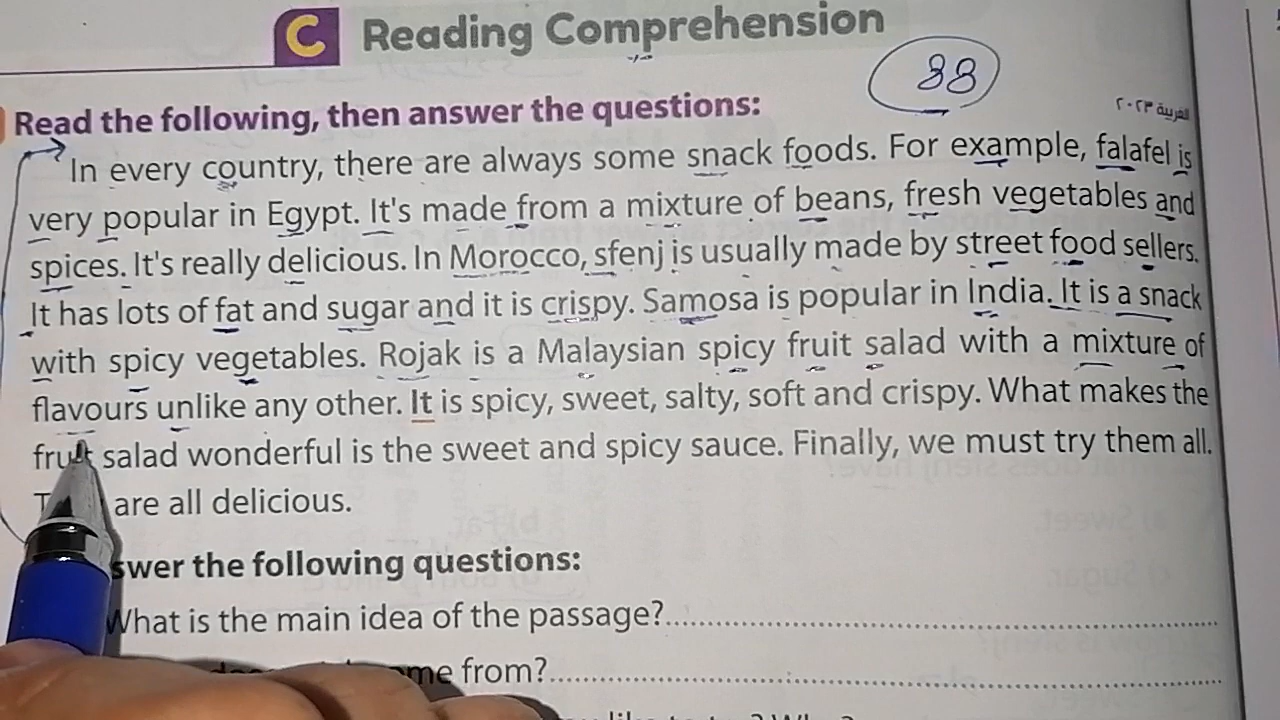 C Reading Comprehension
38
Read the following, then answer the questions:
الغربية ٢٠٢٣
In every country, there are always some snack foods. For example, falafel is
very popular in Egypt. It's made from a mixture of beans, fresh vegetables and
spices. It's really delicious. In Morocco, sfenj is usually made by street food sellers.
It has lots of fat and sugar and it is crispy. Samosa is popular in India. It is a snack
with spicy vegetables. Rojak is a Malaysian spicy fruit salad with a mixture of
flavours unlike any other. It is spicy, sweet, salty, soft and crispy. What makes the
fruit salad wonderful is the sweet and spicy sauce. Finally, we must try them all.
are all delicious.
swer the following questions:
What is the main idea of the passage?
me from?